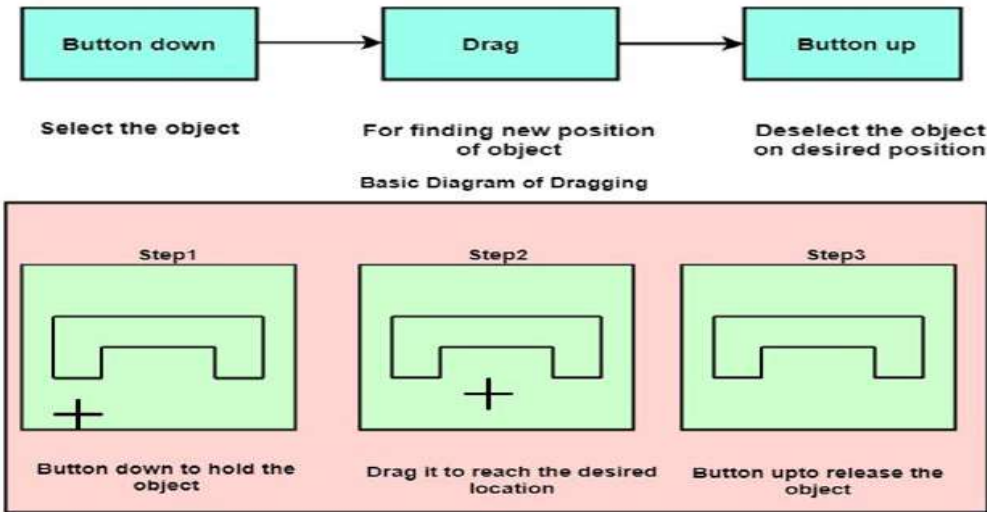 Button down
Drag
Button up
Select the object
For finding new position
of object
Deselect the object
on desired position
Basic Diagram of Dragging
Step1
Step2
Step3
Button down to hold the
object
Drag it to reach the desired
location
Button upto release the
object